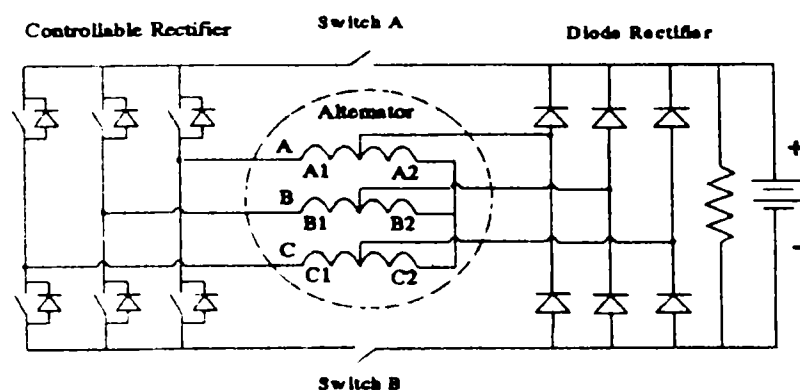 Switch A
Controllable Rectifier
Diode Rectifier
Alternator
A
A1
A2
B
B1
B2
C
C1
C2
+
-
Switch B